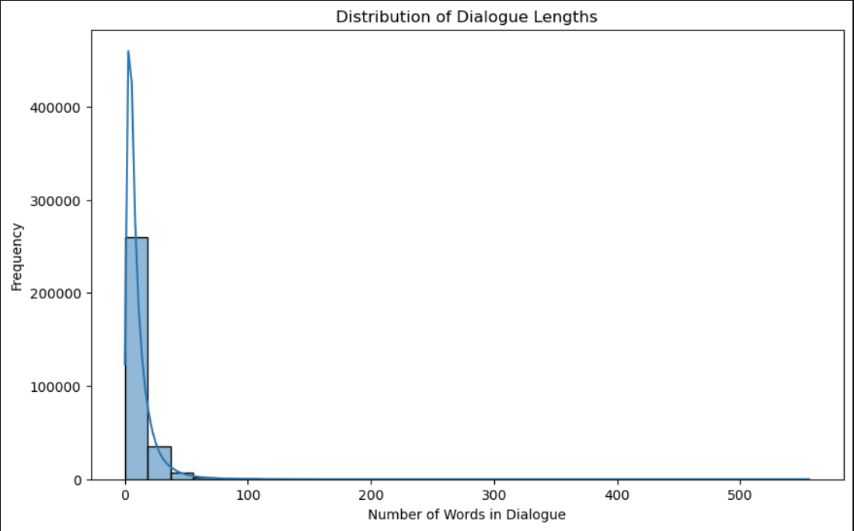 Distribution of Dialogue Lengths
400000
300000
200000
100000
0
Frequency
0 100 200 300 400 500
Number of Words in Dialogue